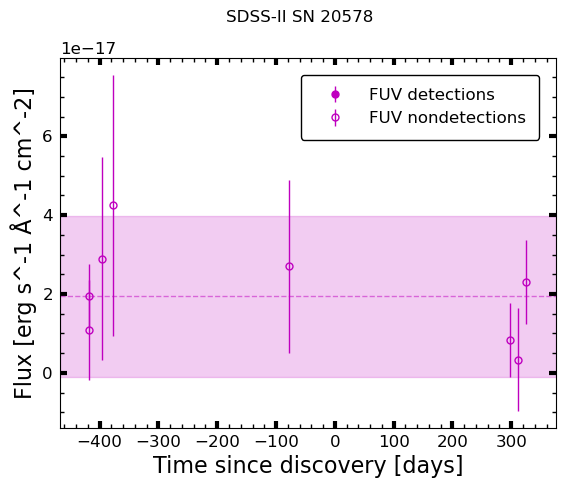 SDSS-II SN 20578
1e−17
FUV detections
FUV nondetections
6
4
2
0
Flux [erg s^-1 Å^-1 cm^-2]
−400 −300 −200 −100 0 100 200 300
Time since discovery [days]